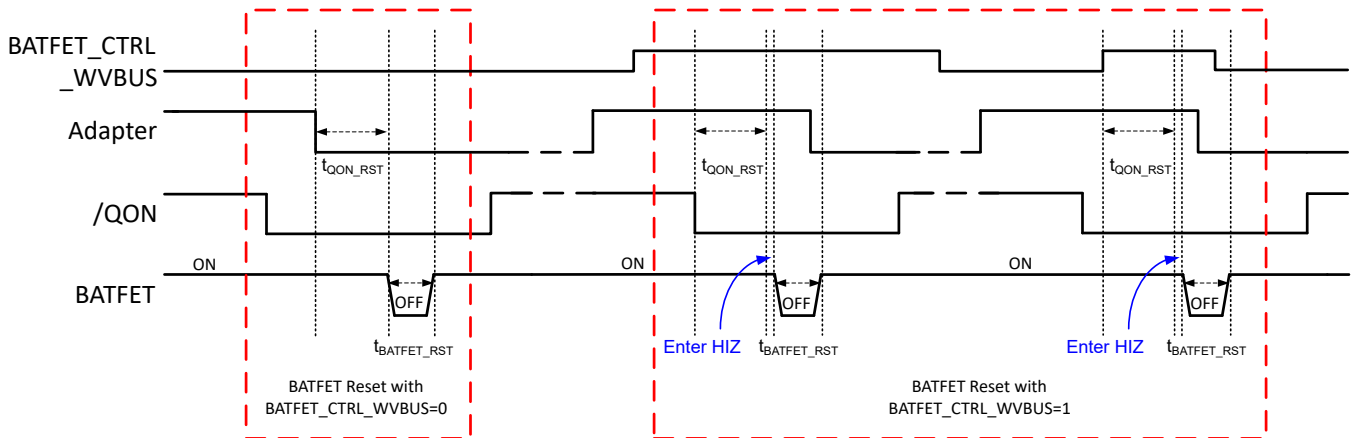 BATFET_CTRL
_WVBUS
Adapter
tQON_RST
tQON_RST
tQON_RST
/QON
ON
ON
ON
BATFET
OFF
OFF
OFF
Enter HIZ
Enter HIZ
tBATFET_RST
tBATFET_RST
tBATFET_RST
BATFET Reset with
BATFET_CTRL_WVBUS=0
BATFET Reset with
BATFET_CTRL_WVBUS=1